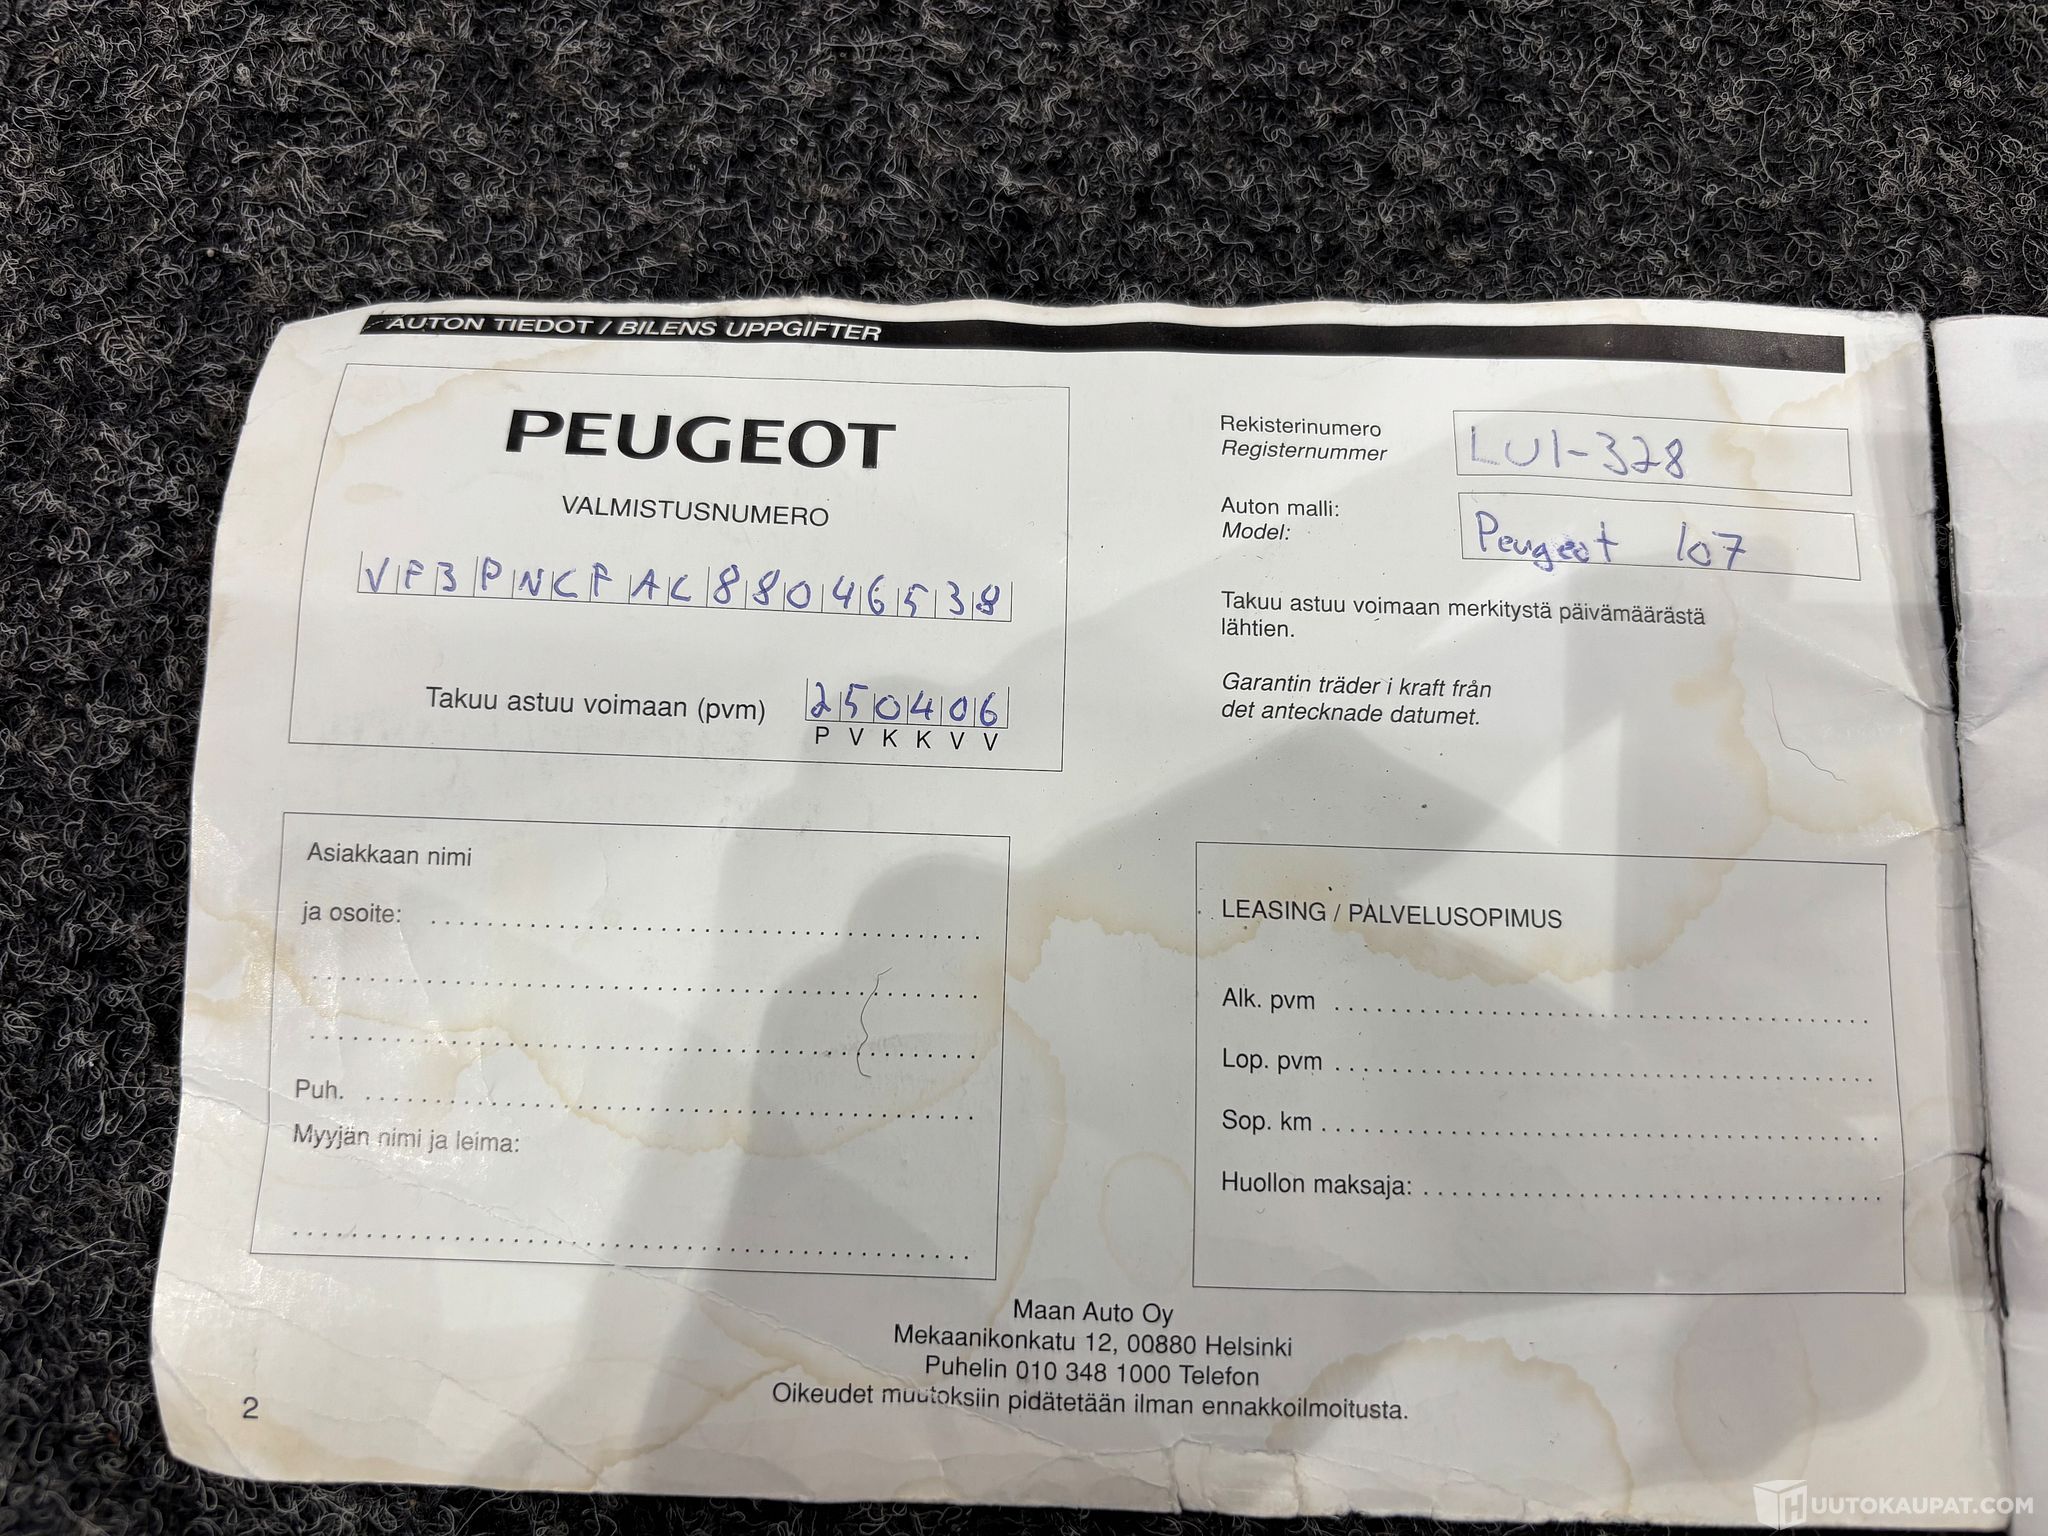 AUTON TIEDOT / BILENS UPPGIFTER
PEUGEOT
VALMISTUSNUMERO
VF3PNCFAC88046538
Takuu astuu voimaan (pvm) 250406
P V K K V V
Rekisterinumero
Registernummer
LUI-328
Auton malli:
Model:
Peugeot 107
Takuu astuu voimaan merkitystä päivämäärästä
lähtien.
Garantin träder i kraft från
det antecknade datumet.
Asiakkaan nimi
ja osoite:
Puh.
Myyjän nimi ja leima:
LEASING / PALVELUSOPIMUS
Alk. pvm
Lop. pvm
Sop. km
Huollon maksaja:
Maan Auto Oy
Mekaanikonkatu 12, 00880 Helsinki
Puhelin 010 348 1000 Telefon
Oikeudet muutoksiin pidätetään ilman ennakkoilmoitusta.
2
HUUTOKAUPAT.COM